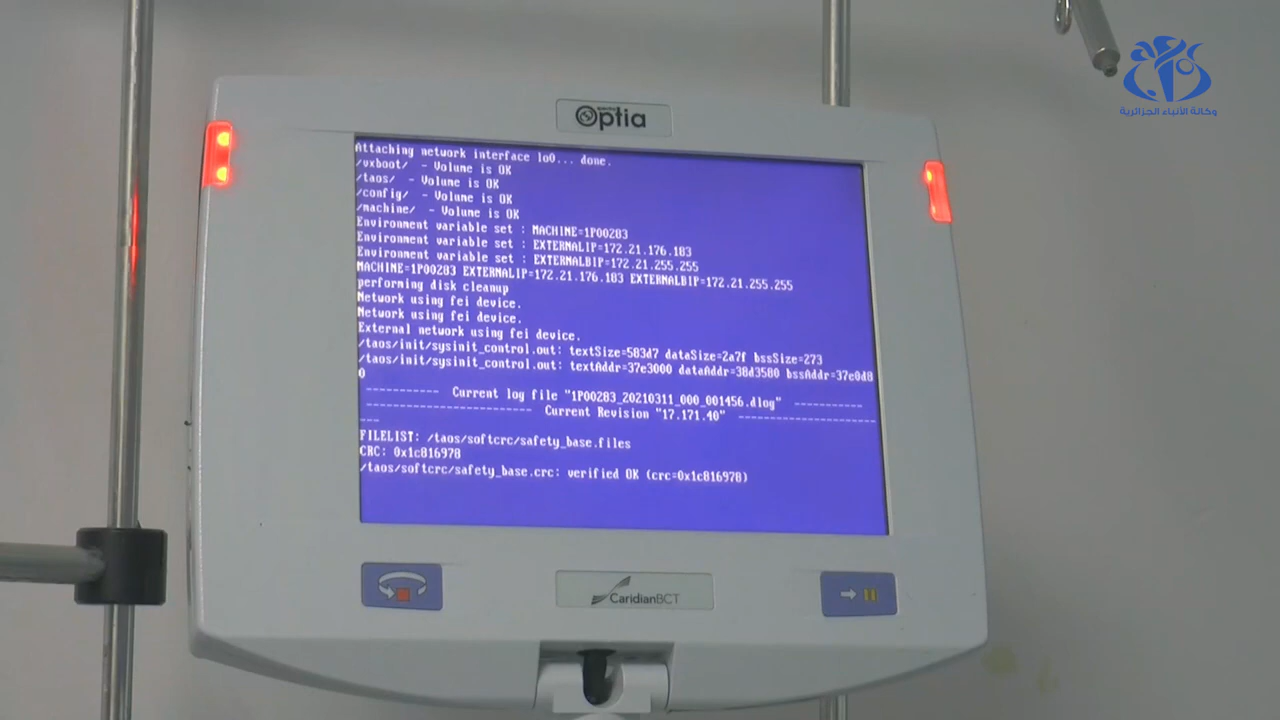 Optia
وكالة الأنباء الجزائرية
Attaching network interface lo0... done.
/vxboot/ - Volume is OK
/taos/ - Volume is OK
/config/ - Volume is OK
/machine/ - Volume is OK
Environment variable set : MACHINE=1P00283
Environment variable set : EXTERNALIP=172.21.176.183
Environment variable set : EXTERNALBIP=172.21.255.255
MACHINE=1P00283 EXTERNALIP=172.21.176.183 EXTERNALBIP=172.21.255.255
performing disk cleanup
Network using fei device.
Network using fei device.
External network using fei device.
/taos/init/sysinit_control.out: textSize=583d7 dataSize=2a7f bssSize=273
/taos/init/sysinit_control.out: textAddr=37e3000 dataAddr=38d3580 bssAddr=37e0d8
0
----------- Current log file "1P00283_20210311_000_001456.dlog" -----------
------------------------- Current Revision "17.171.40" ----------------------
---
FILELIST: /taos/softcrc/safety_base.files
CRC: 0x1c816978
/taos/softcrc/safety_base.crc: verified OK (crc=0x1c816978)
CaridianBCT